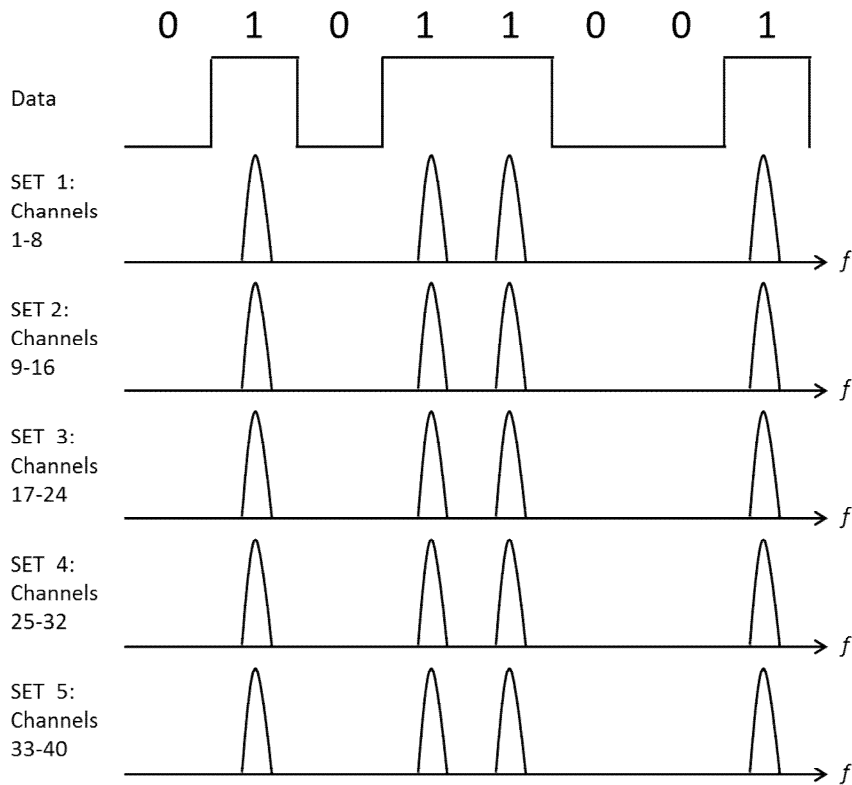 0 1 0 1 1 0 0 1
Data
SET 1:
Channels
1-8
f
SET 2:
Channels
9-16
f
SET 3:
Channels
17-24
f
SET 4:
Channels
25-32
f
SET 5:
Channels
33-40
f